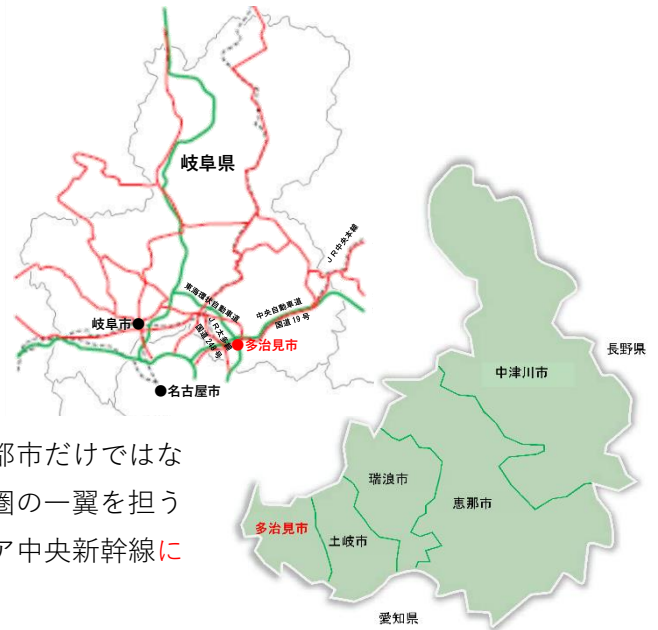 岐阜県
JR中央本線
東海環状自動車道
中央自動車道
国道19号
岐阜市
JR太多線
国道248号
多治見市
名古屋市
長野県
中津川市
瑞浪市
恵那市
多治見市
土岐市
愛知県
都市だけではな
圏の一翼を担う
ア中央新幹線に